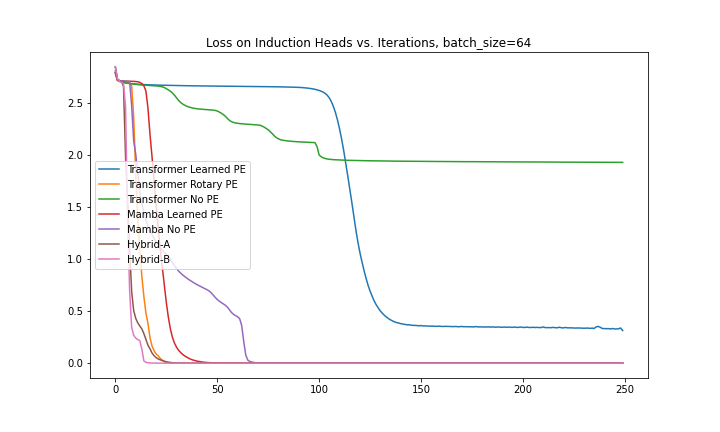 Loss on Induction Heads vs. Iterations, batch_size=64
2.5
2.0
1.5
1.0
0.5
0.0
Transformer Learned PE
Transformer Rotary PE
Transformer No PE
Mamba Learned PE
Mamba No PE
Hybrid-A
Hybrid-B
0
50
100
150
200
250